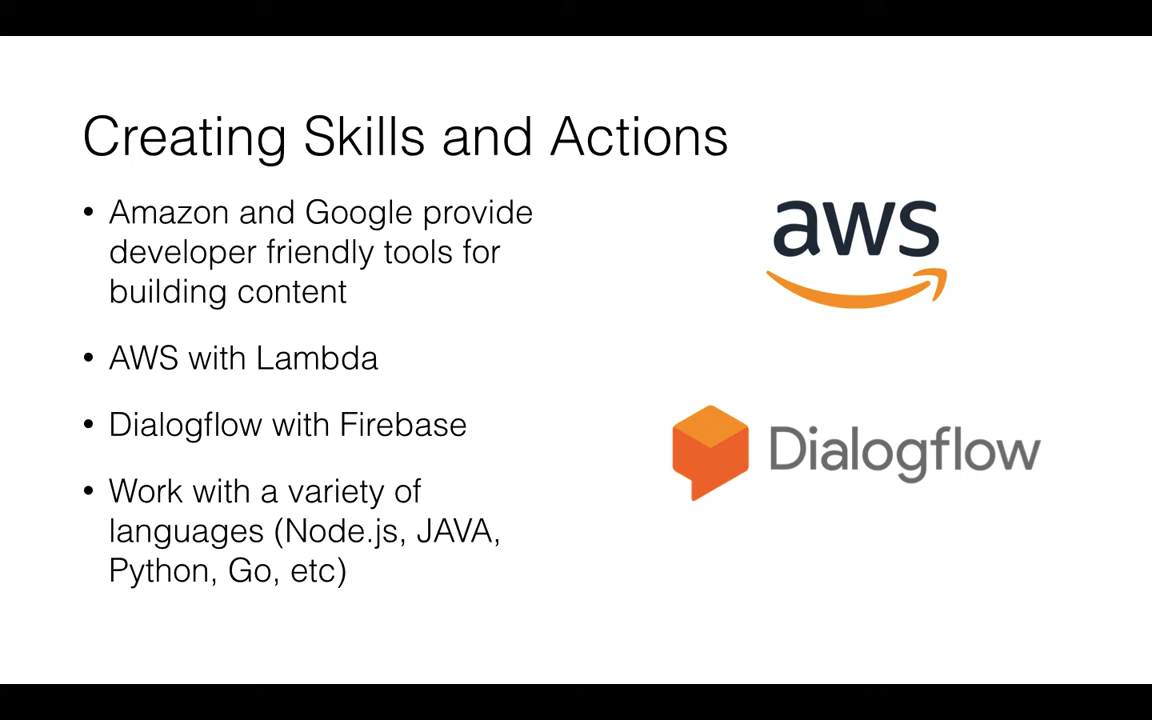 Creating Skills and Actions
• Amazon and Google provide
developer friendly tools for
building content
• AWS with Lambda
• Dialogflow with Firebase
• Work with a variety of
languages (Node.js, JAVA,
Python, Go, etc)
aws
Dialogflow